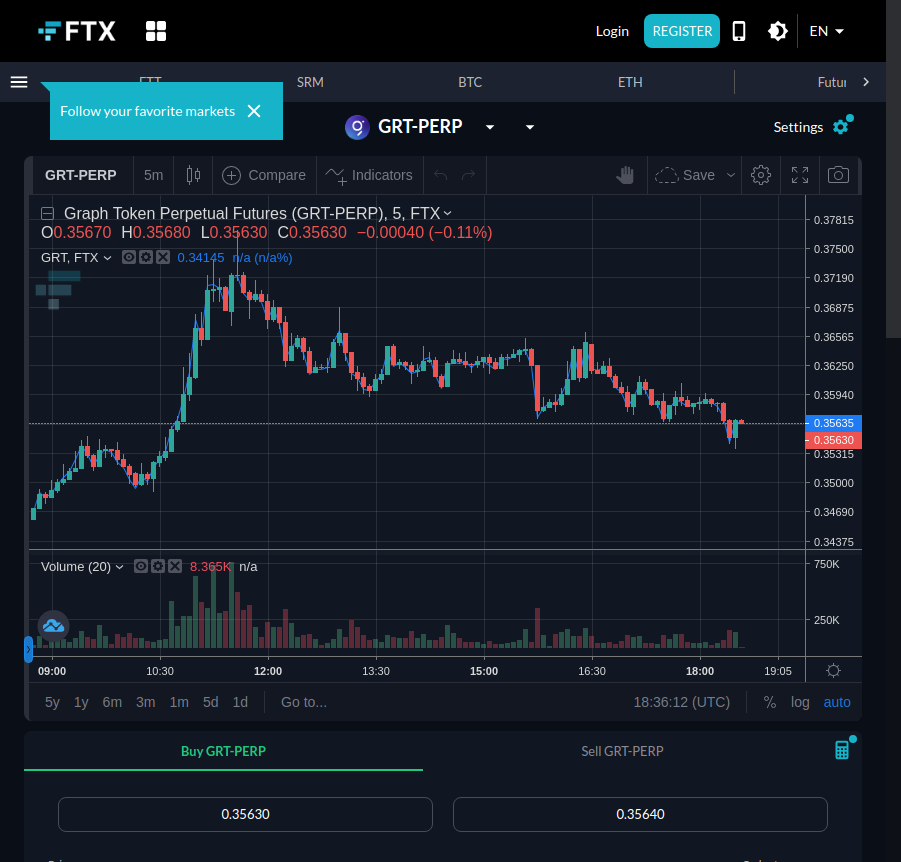 FTX
Login
REGISTER
EN
SRM
BTC
ETH
Futur
Follow your favorite markets
GRT-PERP
Settings
GRT-PERP 5m Compare Indicators Save
Graph Token Perpetual Futures (GRT-PERP), 5, FTX
O0.35670 H0.35680 L0.35630 C0.35630 −0.00040 (−0.11%)
GRT, FTX 0.34145 n/a (n/a%)
0.37815
0.37500
0.37190
0.36875
0.36565
0.36250
0.35940
0.35635
0.35630
0.35315
0.35000
0.34690
0.34375
Volume (20) 8.365K n/a
750K
250K
09:00 10:30 12:00 13:30 15:00 16:30 18:00 19:05
5y 1y 6m 3m 1m 5d 1d Go to... 18:36:12 (UTC) % log auto
Buy GRT-PERP
Sell GRT-PERP
0.35630
0.35640